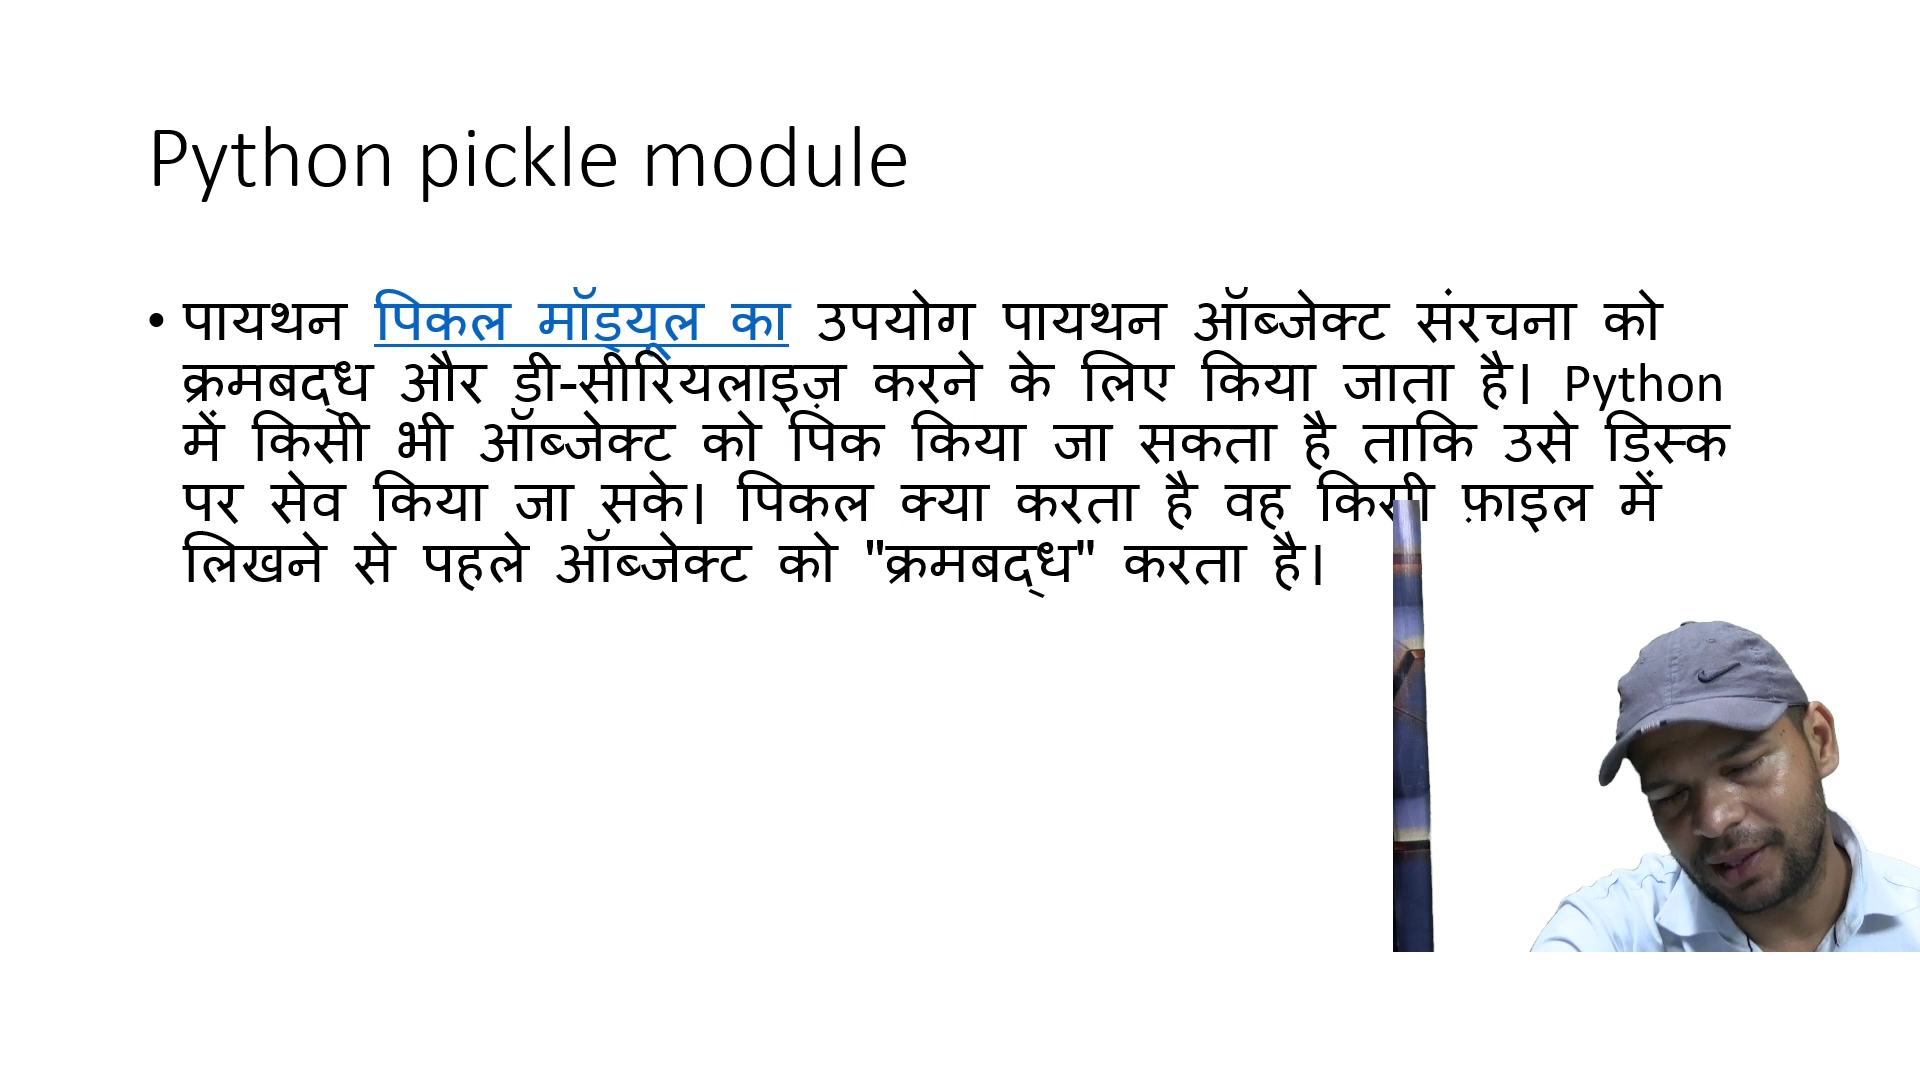 Python pickle module
• पायथन पिकल मॉड्यूल का उपयोग पायथन ऑब्जेक्ट संरचना को
क्रमबद्ध और डी-सीरियलाइज़ करने के लिए किया जाता है। Python
में किसी भी ऑब्जेक्ट को पिक किया जा सकता है ताकि उसे डिस्क
पर सेव किया जा सके। पिकल क्या करता है वह किसी फ़ाइल में
लिखने से पहले ऑब्जेक्ट को "क्रमबद्ध" करता है।